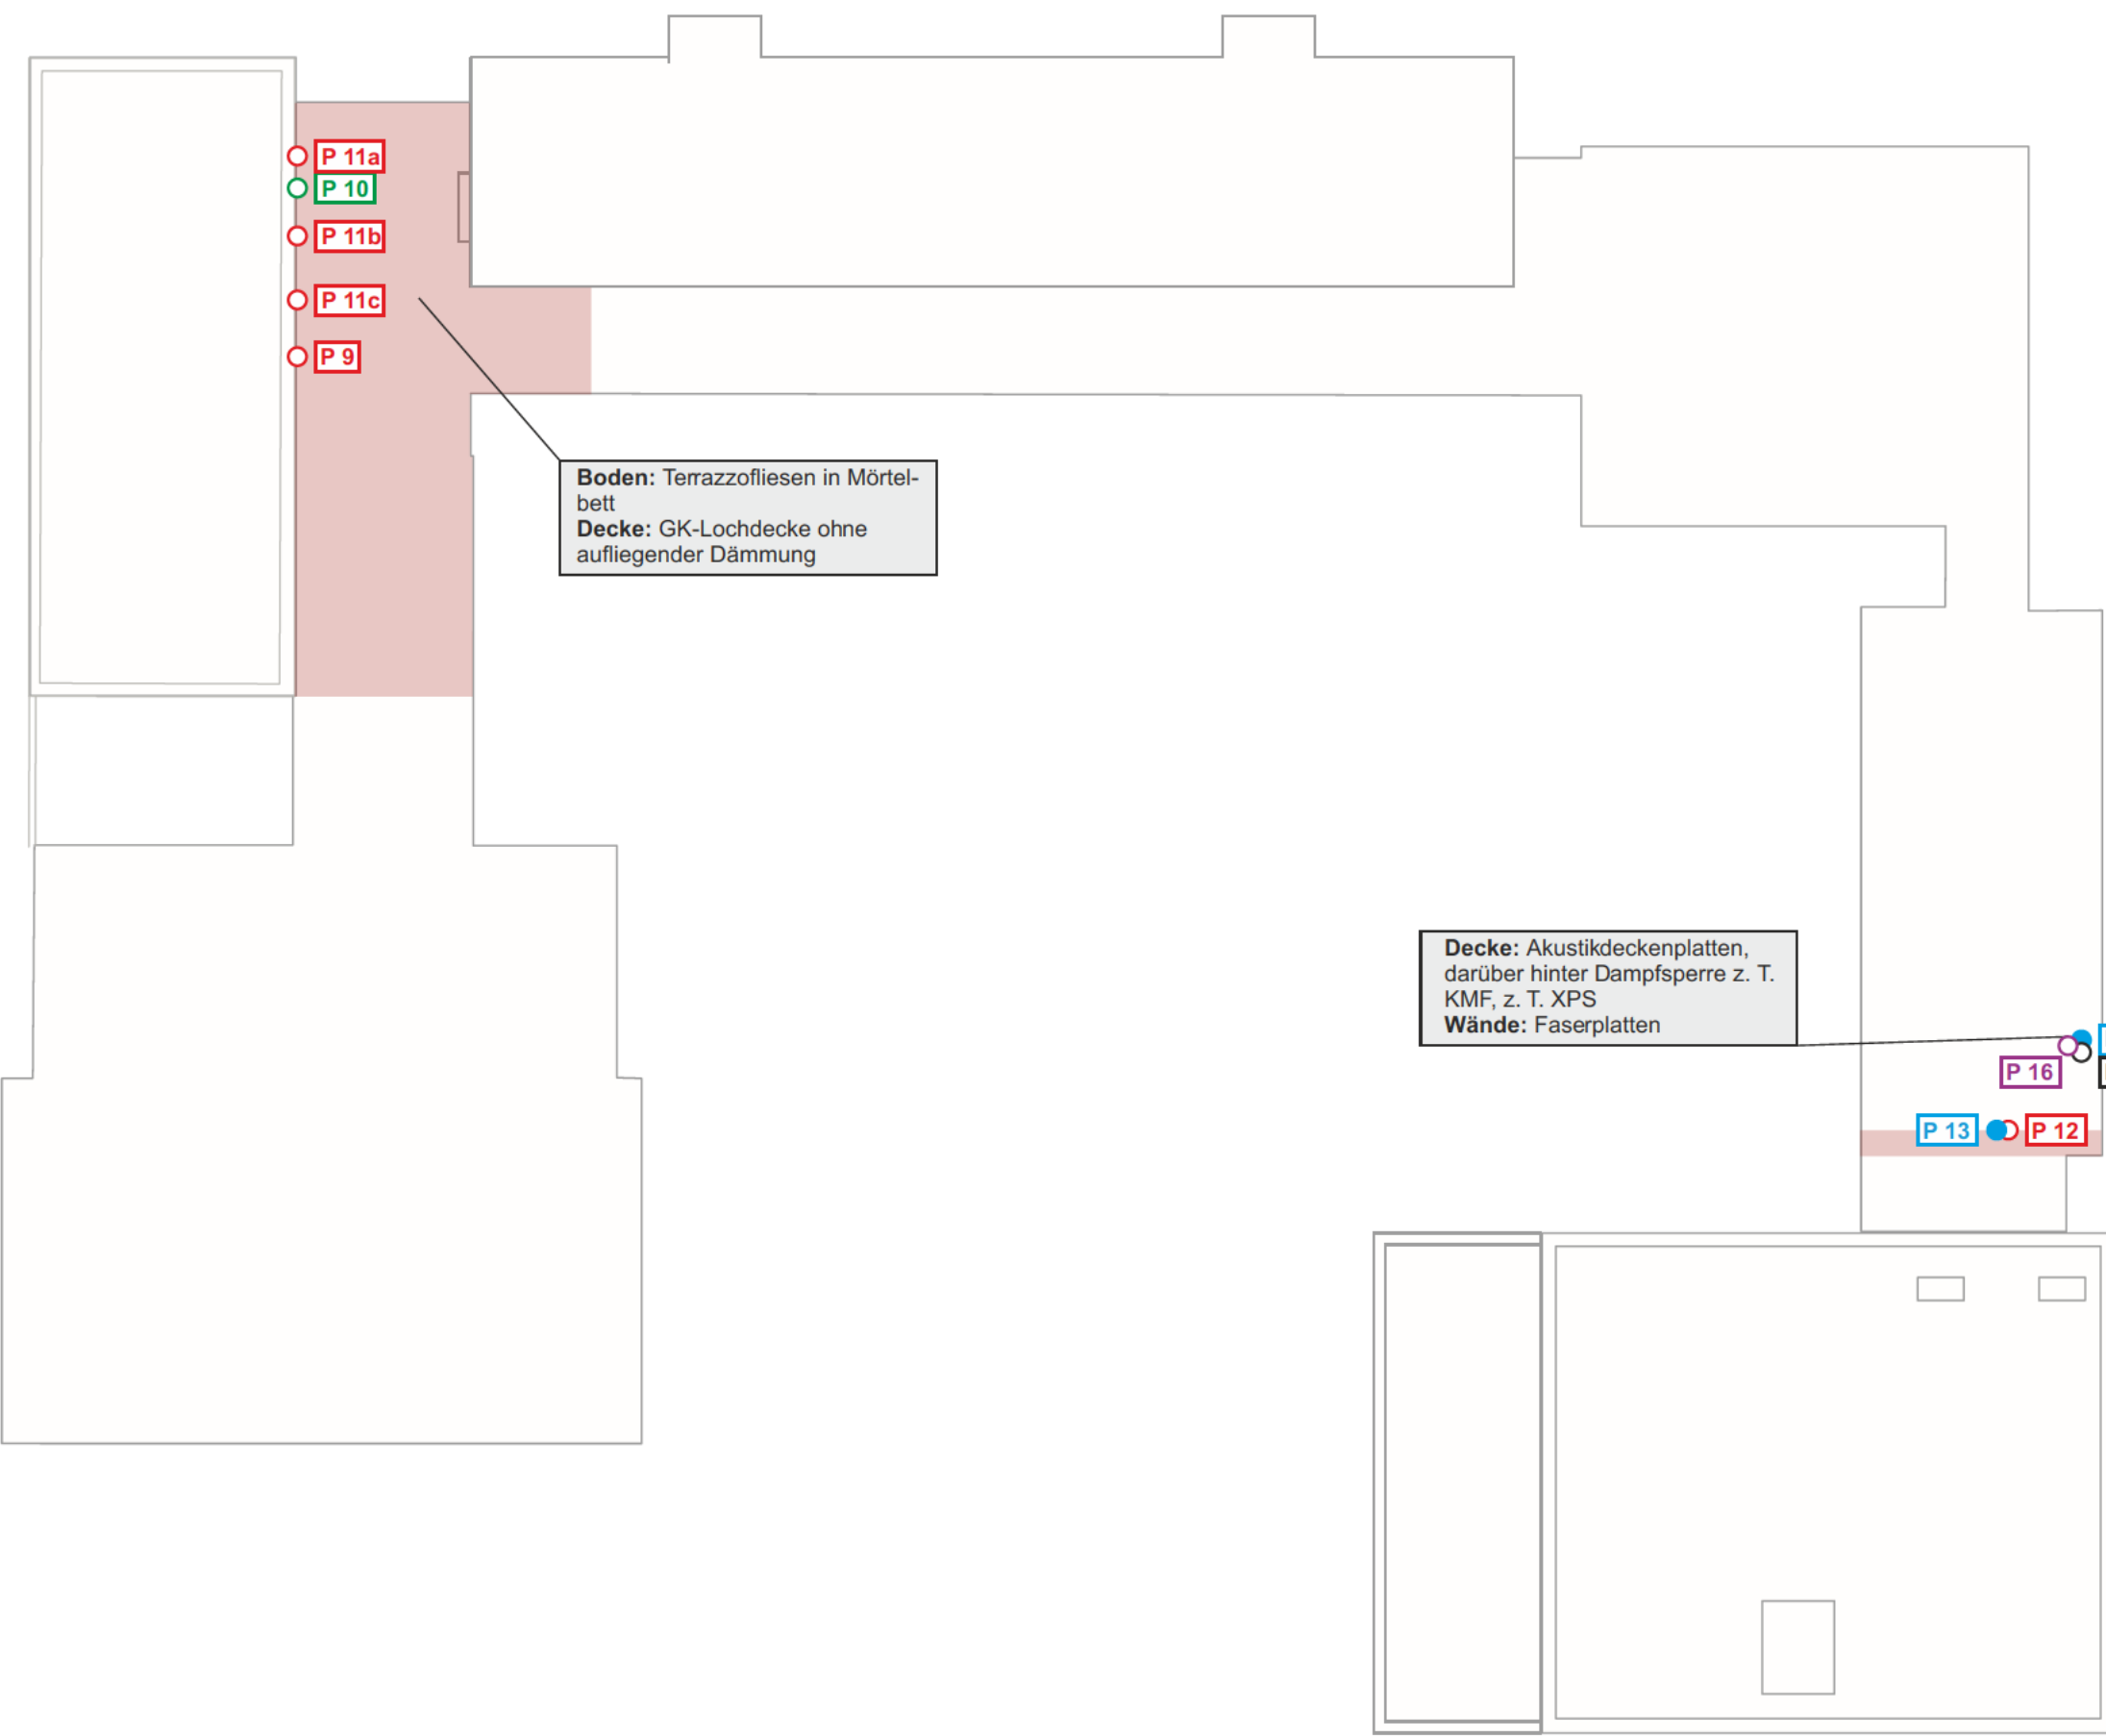 P 11a
P 10
P 11b
P 11c
P 9
Boden: Terrazzofliesen in Mörtel-
bett
Decke: GK-Lochdecke ohne
aufliegender Dämmung
Decke: Akustikdeckenplatten,
darüber hinter Dampfsperre z. T.
KMF, z. T. XPS
Wände: Faserplatten
P 16
P 13
P 12